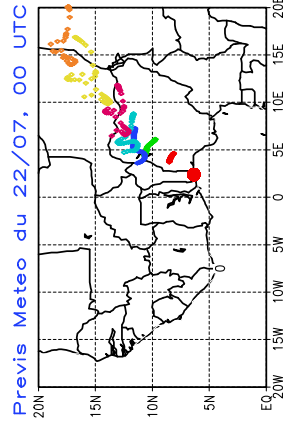 Previs Meteo du 22/07, 00 UTC
20N
15N
10N
5N
EQ
20W
15W
10W
5W
0
5E
10E
15E
20E
0